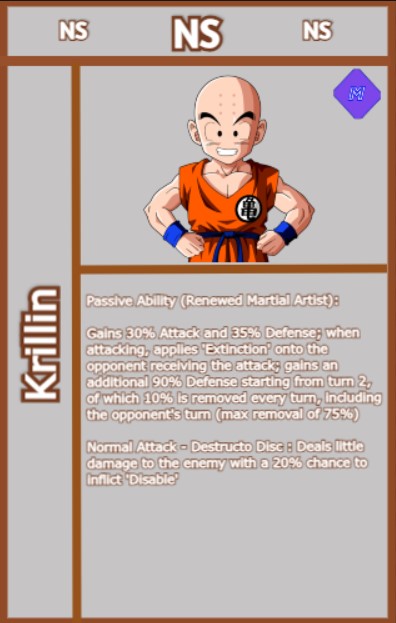 NS NS NS
M
亀
Krillin
Passive Ability (Renewed Martial Artist):
Gains 30% Attack and 35% Defense; when
attacking, applies 'Extinction' onto the
opponent receiving the attack; gains an
additional 90% Defense starting from turn 2,
of which 10% is removed every turn, including
the opponent's turn (max removal of 75%)
Normal Attack - Destructo Disc : Deals little
damage to the enemy with a 20% chance to
inflict 'Disable'